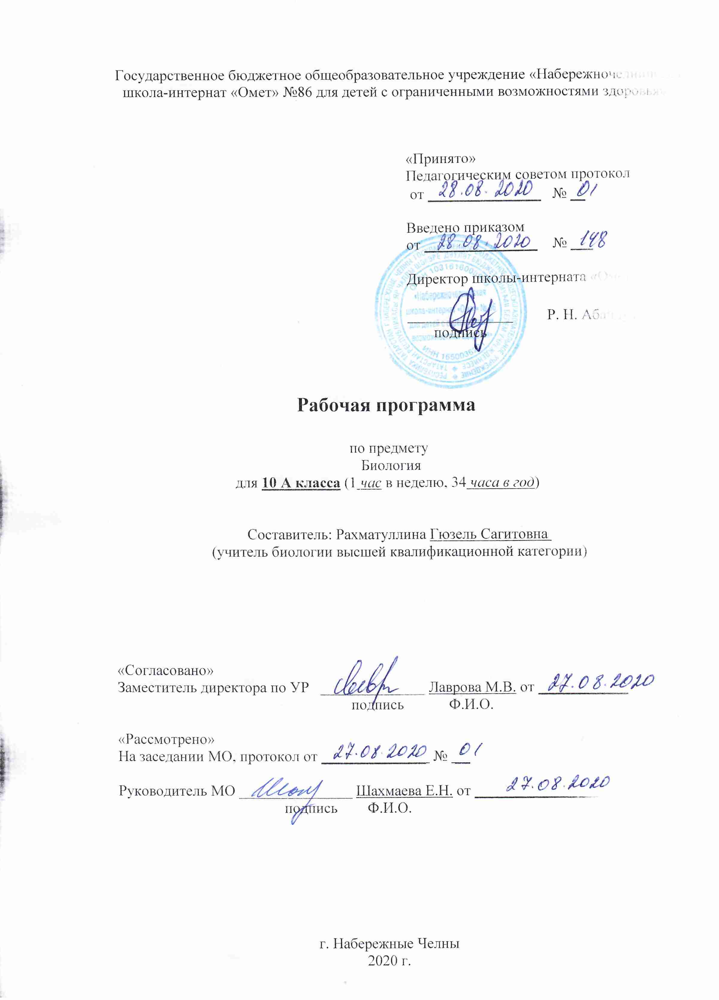 Государственное бюджетное общеобразовательное учреждение
школа-интернат «Омет» №86 для детей с ограниченными возможностями здоровья
«Принято»
Педагогическим советом протокол
от 28.08.2020 № 01
Введено приказом
от 28.08.2020 № 148
Директор школы-интерната
Р. Н.
подпись
«Набережночелнинская
школа-интернат
Рабочая программа
по предмету
Биология
для 10 А класса (1 час в неделю, 34 часа в год)
Составитель: Рахматуллина Гюзель Сагитовна
(учитель биологии высшей квалификационной категории)
«Согласовано»
Заместитель директора по УР Лаврова М.В. от 27.08.2020
подпись Ф.И.О.
«Рассмотрено»
На заседании МО, протокол от 27.08.2020 № 01
Руководитель МО Шахмаева Е.Н. от 27.08.2020
подпись Ф.И.О.
г. Набережные Челны
2020 г.